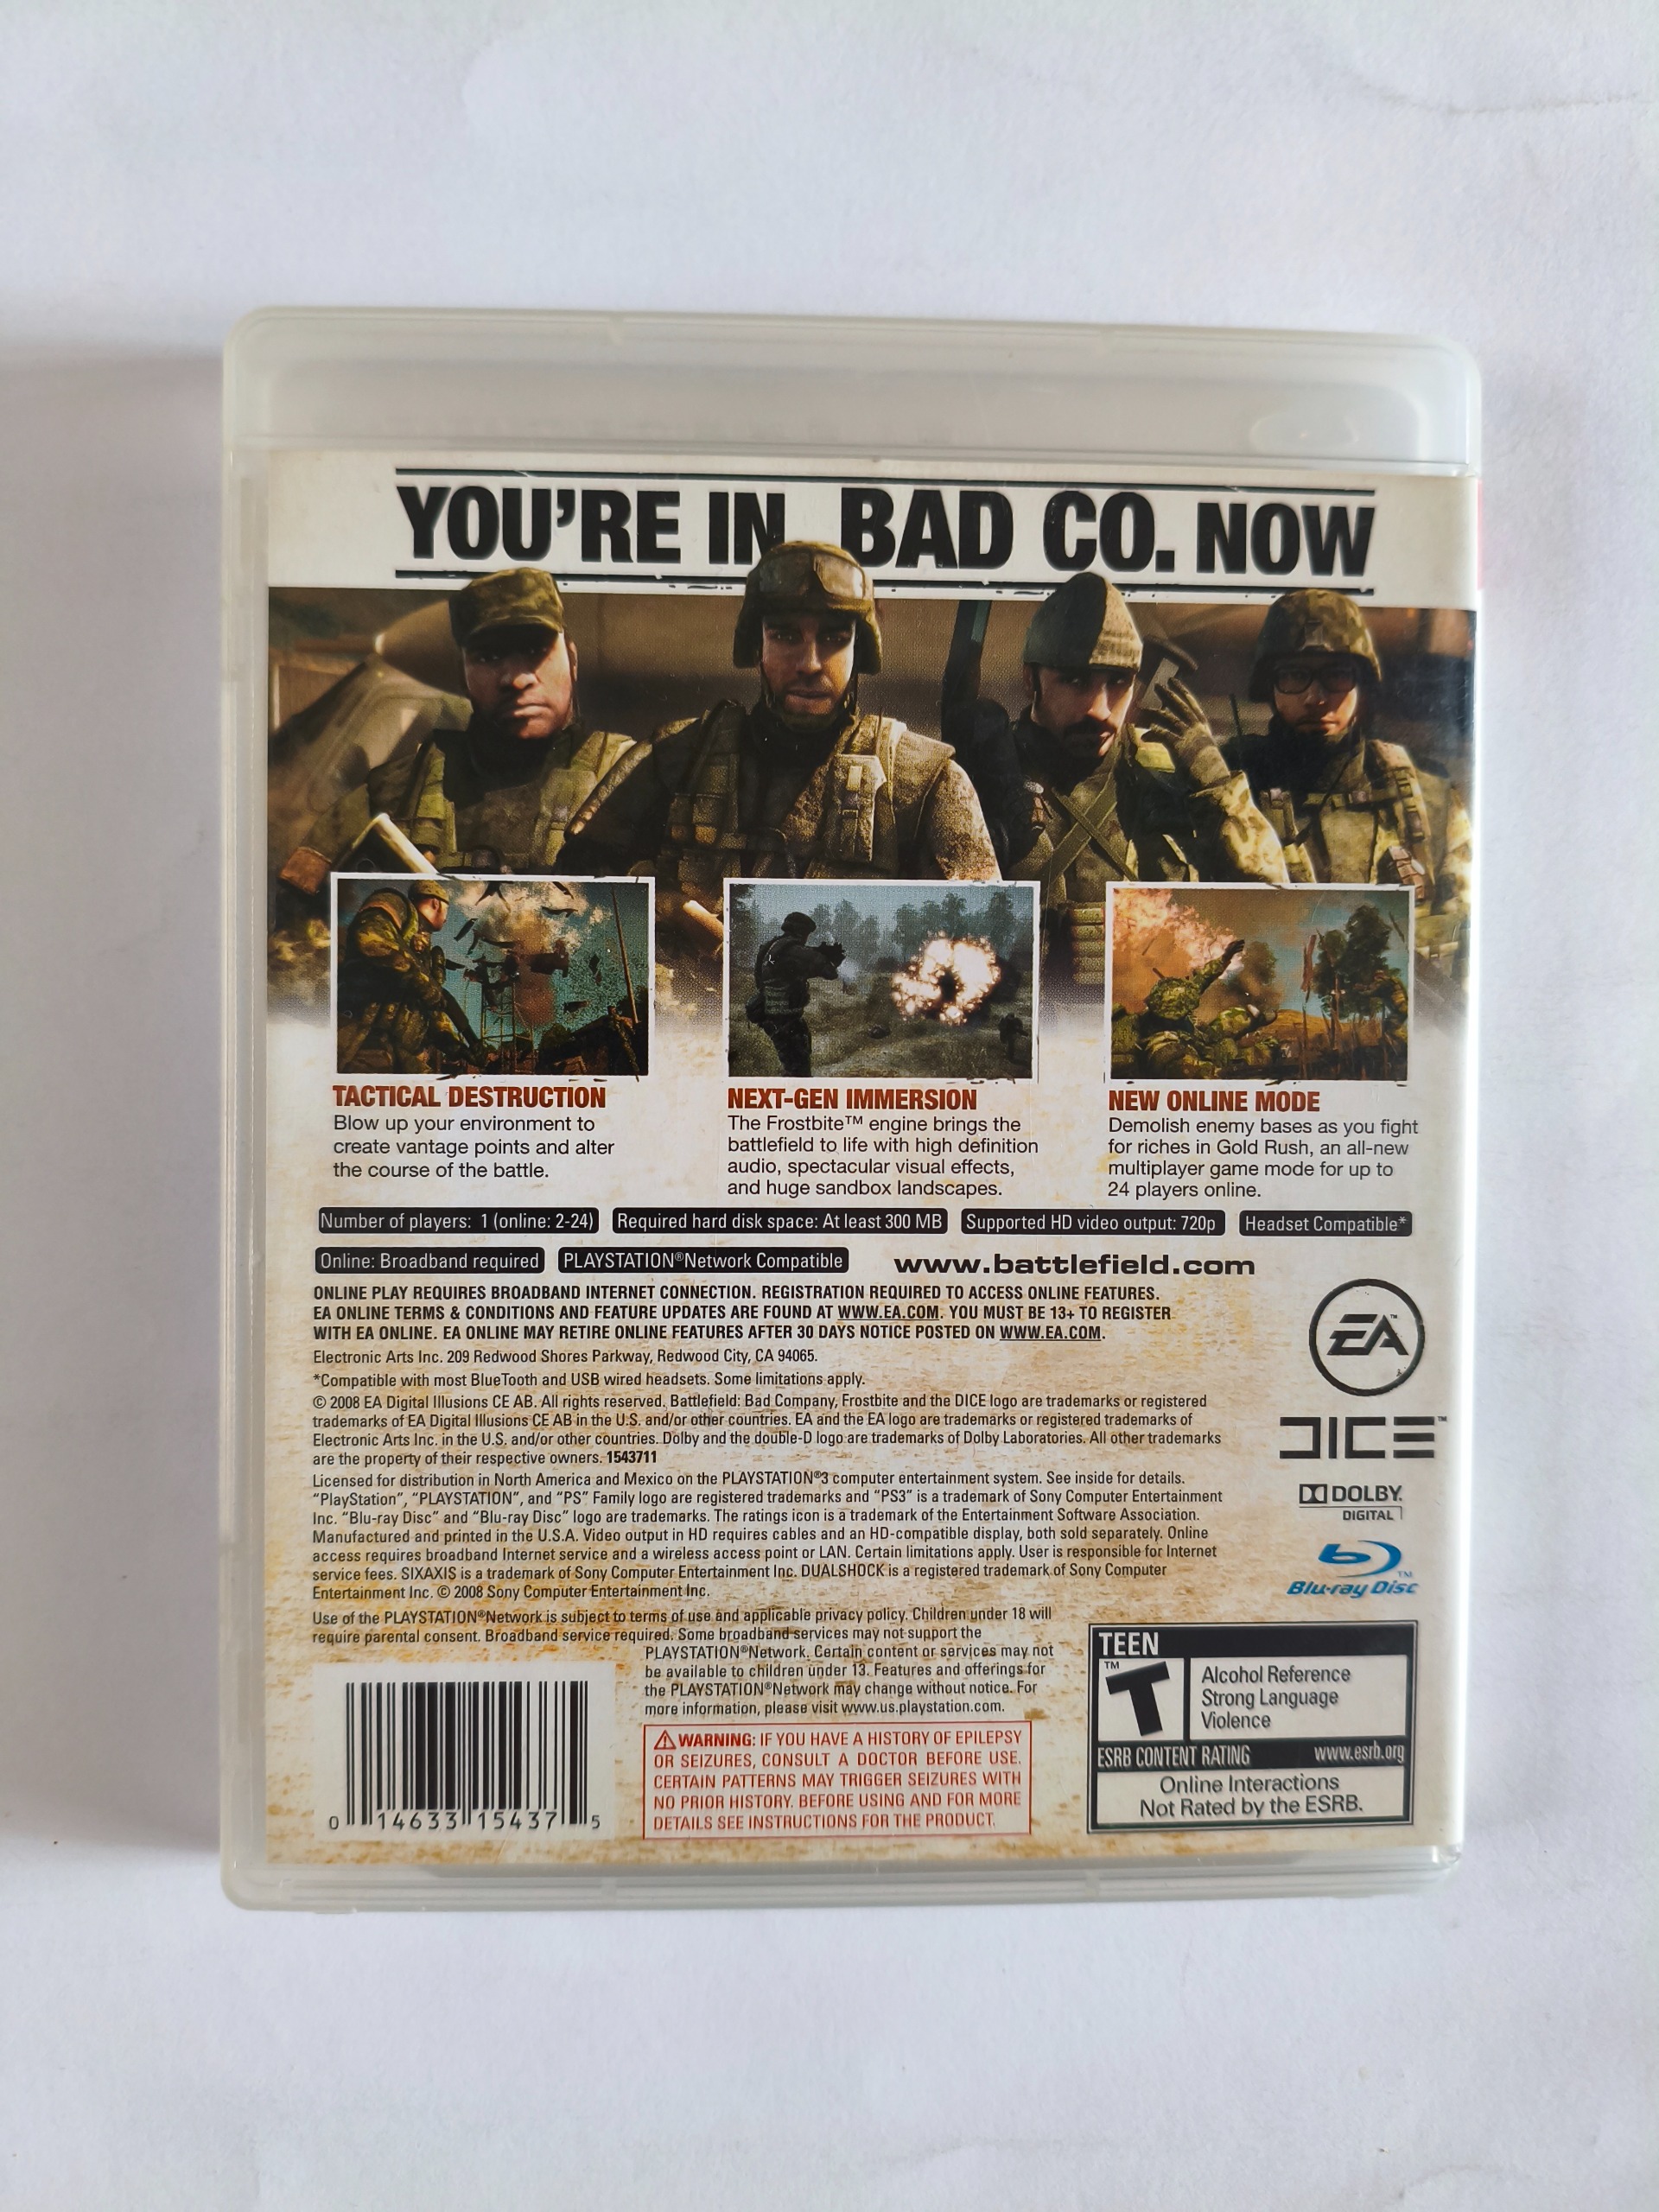 YOU'RE IN BAD CO. NOW
TACTICAL DESTRUCTION
Blow up your environment to
create vantage points and alter
the course of the battle.
NEXT-GEN IMMERSION
The Frostbite™ engine brings the
battlefield to life with high definition
audio, spectacular visual effects,
and huge sandbox landscapes.
NEW ONLINE MODE
Demolish enemy bases as you fight
for riches in Gold Rush, an all-new
multiplayer game mode for up to
24 players online.
Number of players: 1 (online: 2-24) Required hard disk space: At least 300 MB Supported HD video output: 720p Headset Compatible*
Online: Broadband required PLAYSTATION®Network Compatible www.battlefield.com
ONLINE PLAY REQUIRES BROADBAND INTERNET CONNECTION. REGISTRATION REQUIRED TO ACCESS ONLINE FEATURES.
EA ONLINE TERMS & CONDITIONS AND FEATURE UPDATES ARE FOUND AT WWW.EA.COM. YOU MUST BE 13+ TO REGISTER
WITH EA ONLINE. EA ONLINE MAY RETIRE ONLINE FEATURES AFTER 30 DAYS NOTICE POSTED ON WWW.EA.COM.
Electronic Arts Inc. 209 Redwood Shores Parkway, Redwood City, CA 94065.
*Compatible with most BlueTooth and USB wired headsets. Some limitations apply.
© 2008 EA Digital Illusions CE AB. All rights reserved. Battlefield: Bad Company, Frostbite and the DICE logo are trademarks or registered
trademarks of EA Digital Illusions CE AB in the U.S. and/or other countries. EA and the EA logo are trademarks or registered trademarks of
Electronic Arts Inc. in the U.S. and/or other countries. Dolby and the double-D logo are trademarks of Dolby Laboratories. All other trademarks
are the property of their respective owners. 1543711
Licensed for distribution in North America and Mexico on the PLAYSTATION®3 computer entertainment system. See inside for details.
"PlayStation", "PLAYSTATION", and "PS" Family logo are registered trademarks and "PS3" is a trademark of Sony Computer Entertainment
Inc. "Blu-ray Disc" and "Blu-ray Disc" logo are trademarks. The ratings icon is a trademark of the Entertainment Software Association.
Manufactured and printed in the U.S.A. Video output in HD requires cables and an HD-compatible display, both sold separately. Online
access requires broadband Internet service and a wireless access point or LAN. Certain limitations apply. User is responsible for Internet
service fees. SIXAXIS is a trademark of Sony Computer Entertainment Inc. DUALSHOCK is a registered trademark of Sony Computer
Entertainment Inc. © 2008 Sony Computer Entertainment Inc.
Use of the PLAYSTATION®Network is subject to terms of use and applicable privacy policy. Children under 18 will
require parental consent. Broadband service required. Some broadband services may not support the
PLAYSTATION®Network. Certain content or services may not
be available to children under 13. Features and offerings for
the PLAYSTATION®Network may change without notice. For
more information, please visit www.us.playstation.com.
WARNING: IF YOU HAVE A HISTORY OF EPILEPSY
OR SEIZURES, CONSULT A DOCTOR BEFORE USE.
CERTAIN PATTERNS MAY TRIGGER SEIZURES WITH
NO PRIOR HISTORY. BEFORE USING AND FOR MORE
DETAILS SEE INSTRUCTIONS FOR THE PRODUCT.
0 14633 15437 5
EA™
DICE™
DOLBY
DIGITAL
Blu-ray Disc™
TEEN
T™
Alcohol Reference
Strong Language
Violence
ESRB CONTENT RATING www.esrb.org
Online Interactions
Not Rated by the ESRB.